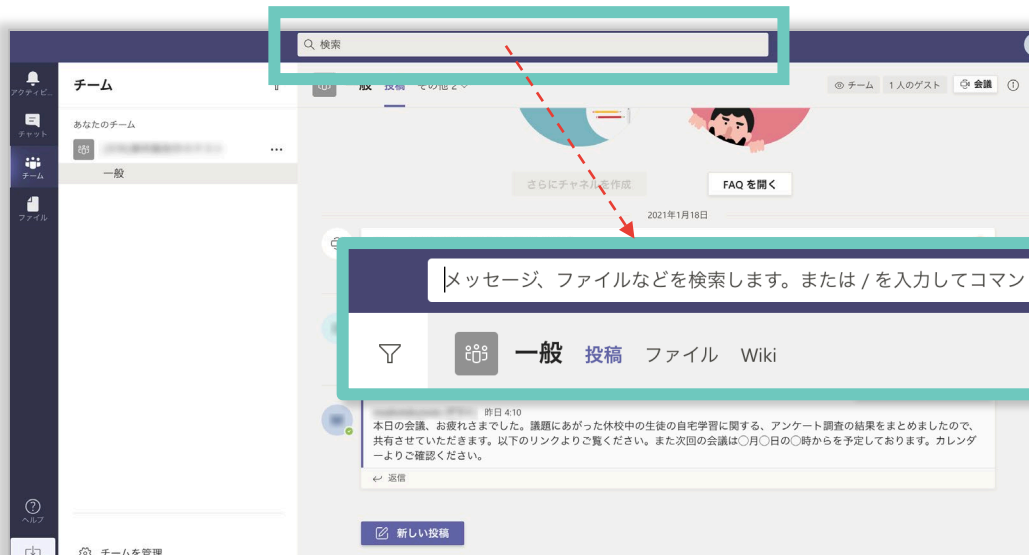 検索
アクティビ...
チーム
一般 投稿 その他 2
チーム 1 人のゲスト 会議
チャット
あなたのチーム
...
チーム
一般
さらにチャネルを作成
FAQ を開く
ファイル
2021年1月18日
メッセージ、ファイルなどを検索します。または / を入力してコマン
一般 投稿 ファイル Wiki
昨日 4:10
本日の会議、お疲れさまでした。議題にあがった休校中の生徒の自宅学習に関する、アンケート調査の結果をまとめましたので、
共有させていただきます。以下のリンクよりご覧ください。また次回の会議は〇月〇日の〇時からを予定しております。カレンダ
ーよりご確認ください。
返信
ヘルプ
新しい投稿
チームを管理